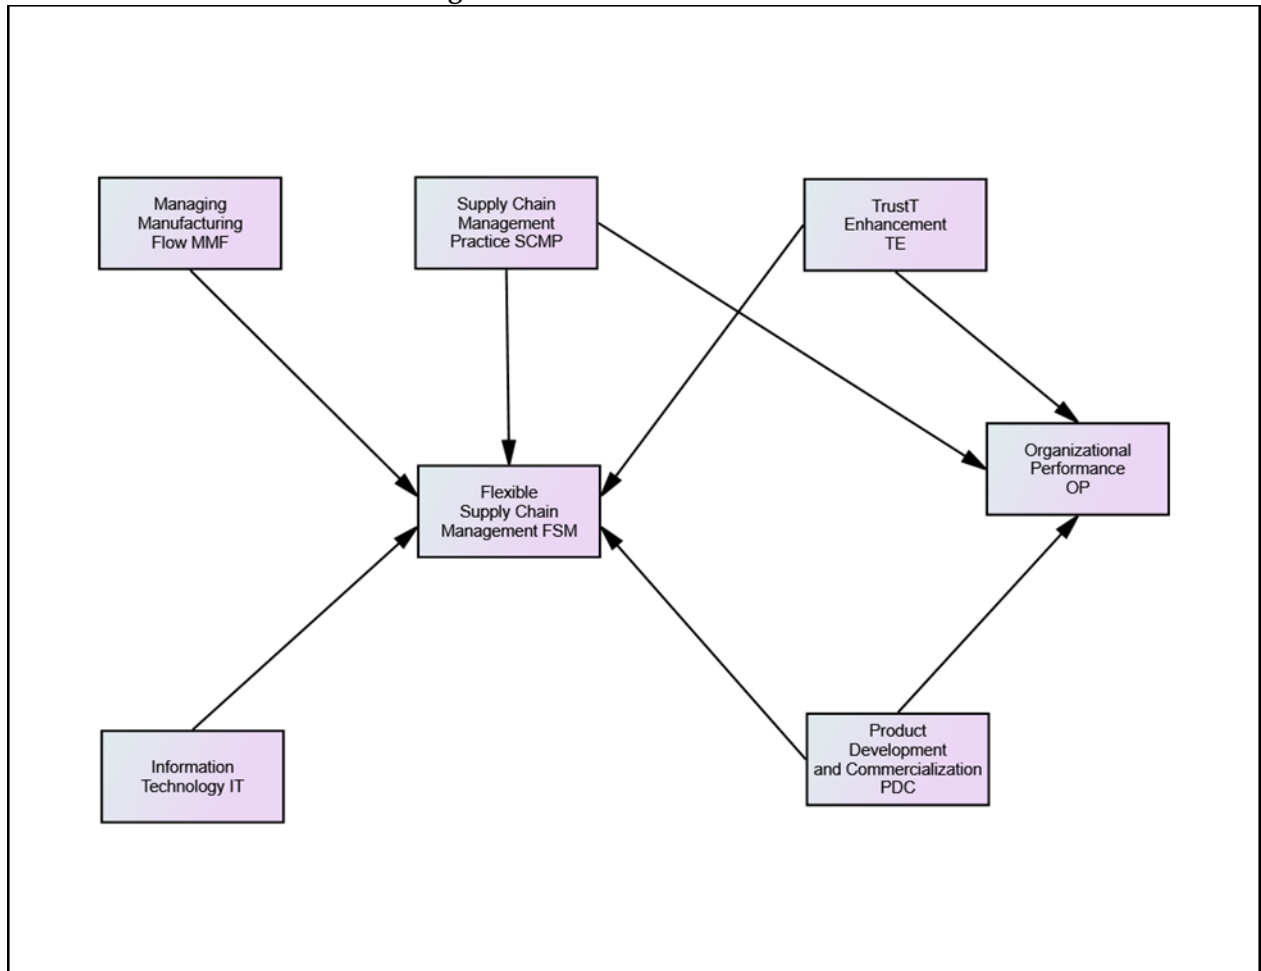 Managing
Manufacturing
Flow MMF
Supply Chain
Management
Practice SCMP
TrustT
Enhancement
TE
Organizational
Performance
OP
Flexible
Supply Chain
Management FSM
Information
Technology IT
Product
Development
and Commercialization
PDC